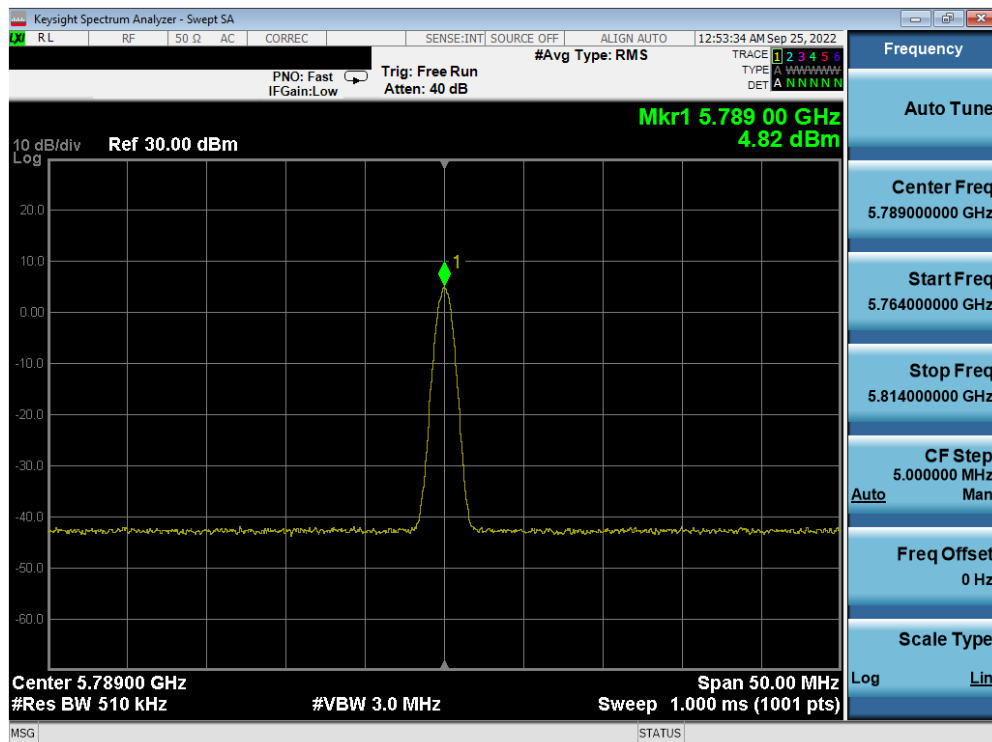 Keysight Spectrum Analyzer - Swept SA
LXI RL RF 50 Ω AC CORREC SENSE:INT SOURCE OFF ALIGN AUTO 12:53:34 AM Sep 25, 2022
PNO: Fast
IFGain:Low
Trig: Free Run
Atten: 40 dB
#Avg Type: RMS
TRACE 1 2 3 4 5 6
TYPE A WWWWWW
DET A N N N N N
Mkr1 5.789 00 GHz
4.82 dBm
10 dB/div
Log
Ref 30.00 dBm
20.0
10.0
1
0.00
-10.0
-20.0
-30.0
-40.0
-50.0
-60.0
Center 5.78900 GHz
Span 50.00 MHz
#Res BW 510 kHz
#VBW 3.0 MHz
Sweep 1.000 ms (1001 pts)
MSG
STATUS
Frequency
Auto Tune
Center Freq
5.789000000 GHz
Start Freq
5.764000000 GHz
Stop Freq
5.814000000 GHz
CF Step
5.000000 MHz
Auto Man
Freq Offset
0 Hz
Scale Type
Log Lin